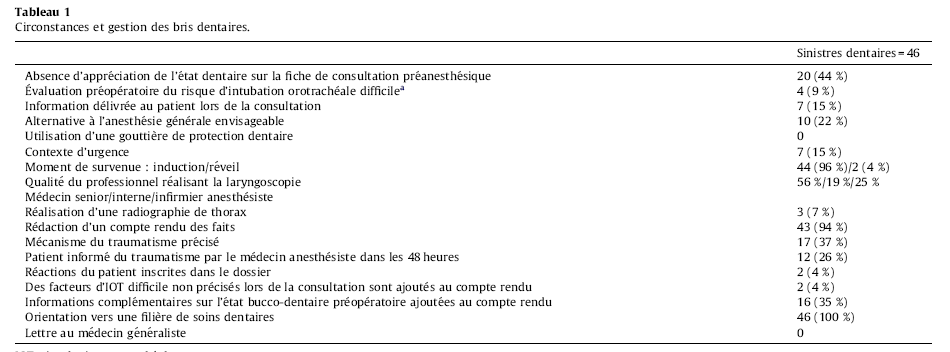 Tableau 1
Circonstances et gestion des bris dentaires.
Sinistres dentaires = 46
Absence d'appréciation de l'état dentaire sur la fiche de consultation préanesthésique 20 (44 %)
Évaluation préopératoire du risque d'intubation orotrachéale difficileᵃ 4 (9 %)
Information délivrée au patient lors de la consultation 7 (15 %)
Alternative à l'anesthésie générale envisageable 10 (22 %)
Utilisation d'une gouttière de protection dentaire 0
Contexte d'urgence 7 (15 %)
Moment de survenue : induction/réveil 44 (96 %)/2 (4 %)
Qualité du professionnel réalisant la laryngoscopie 56 %/19 %/25 %
Médecin senior/interne/infirmier anesthésiste
Réalisation d'une radiographie de thorax 3 (7 %)
Rédaction d'un compte rendu des faits 43 (94 %)
Mécanisme du traumatisme précisé 17 (37 %)
Patient informé du traumatisme par le médecin anesthésiste dans les 48 heures 12 (26 %)
Réactions du patient inscrites dans le dossier 2 (4 %)
Des facteurs d'IOT difficile non précisés lors de la consultation sont ajoutés au compte rendu 2 (4 %)
Informations complémentaires sur l'état bucco-dentaire préopératoire ajoutées au compte rendu 16 (35 %)
Orientation vers une filière de soins dentaires 46 (100 %)
Lettre au médecin généraliste 0